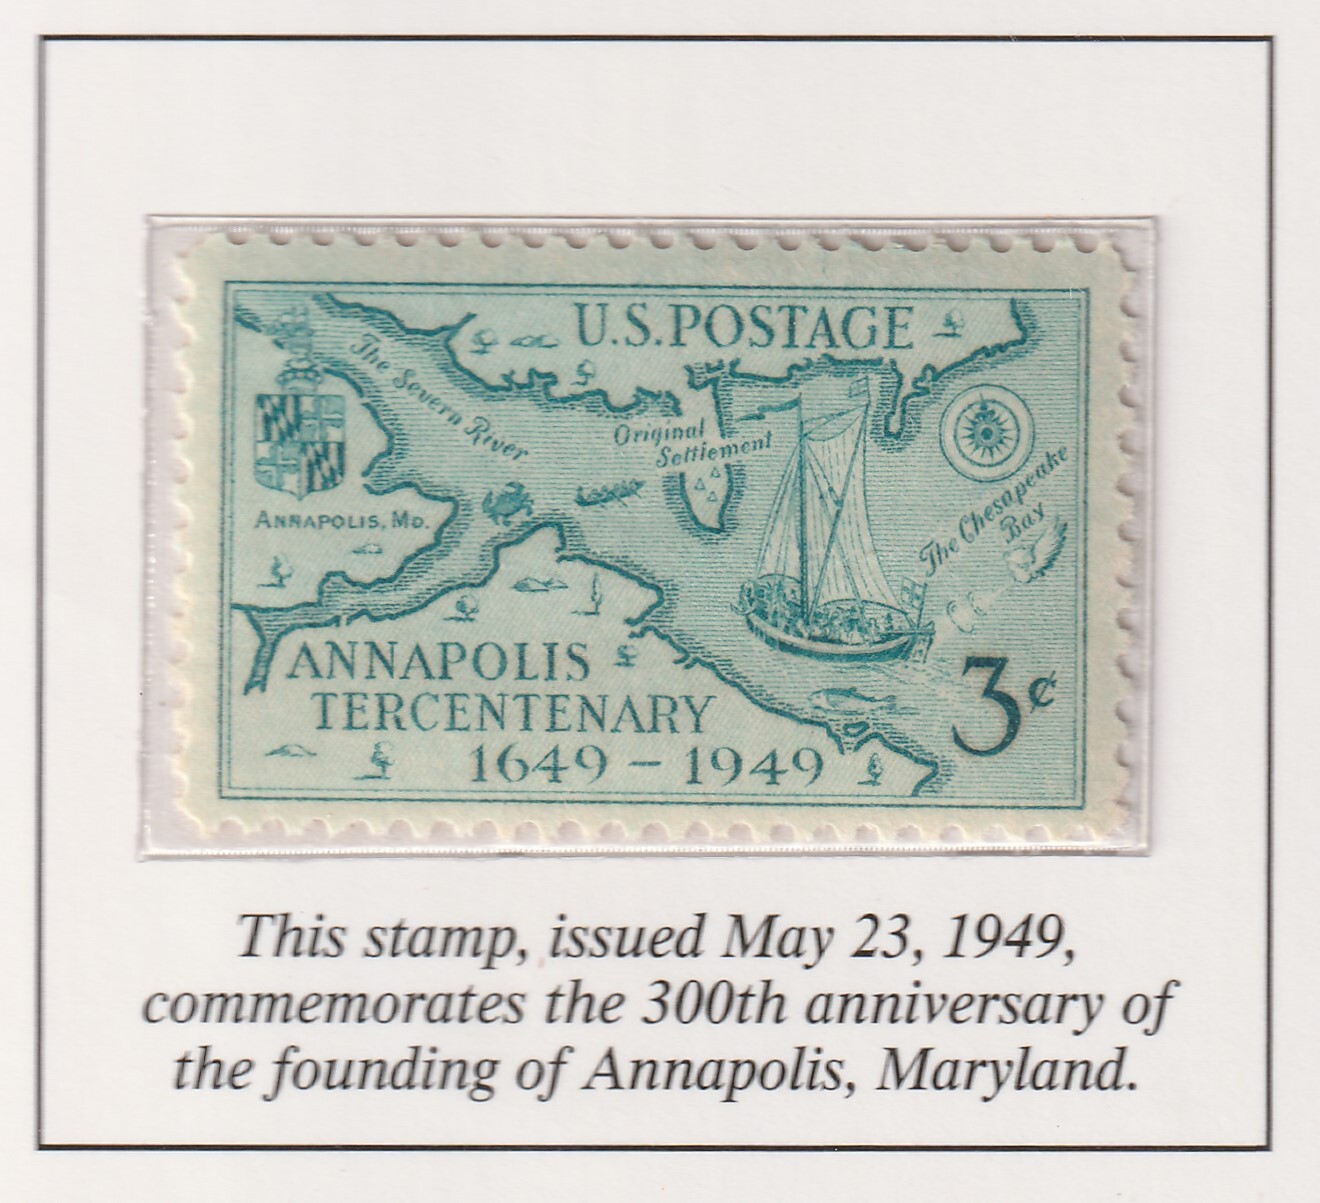 U.S. POSTAGE
The Severn River
Original
Settlement
ANNAPOLIS, MD.
The Chesapeake
Bay
ANNAPOLIS
TERCENTENARY
1649 – 1949
3¢
This stamp, issued May 23, 1949,
commemorates the 300th anniversary of
the founding of Annapolis, Maryland.